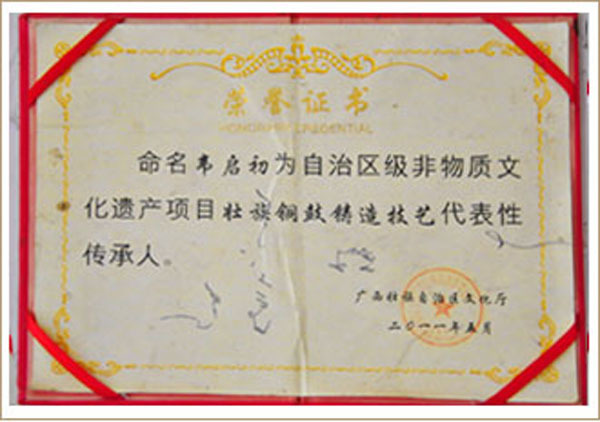 荣誉证书
HONORARY CREDENTIAL
命名韦启初为自治区级非物质文
化遗产项目壮族铜鼓铸造技艺代表性
传承人。
广西壮族自治区文化厅
二〇一一年五月